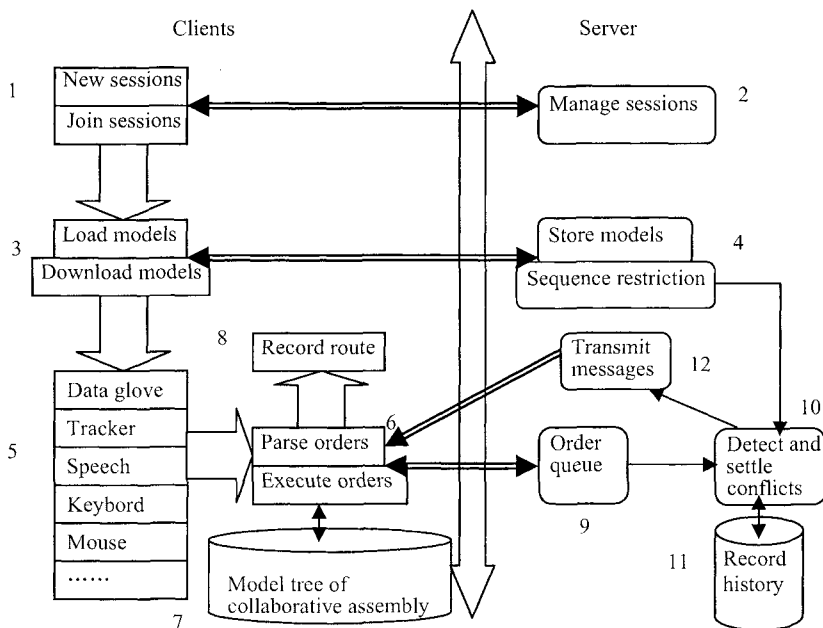 Clients
Server
1
New sessions
Join sessions
Manage sessions
2
3
Load models
Download models
Store models
Sequence restriction
4
8
Record route
Transmit
messages
12
5
Data glove
Tracker
Speech
Keybord
Mouse
......
6
Parse orders
Execute orders
Order
queue
9
10
Detect and
settle
conflicts
7
Model tree of
collaborative assembly
11
Record
history